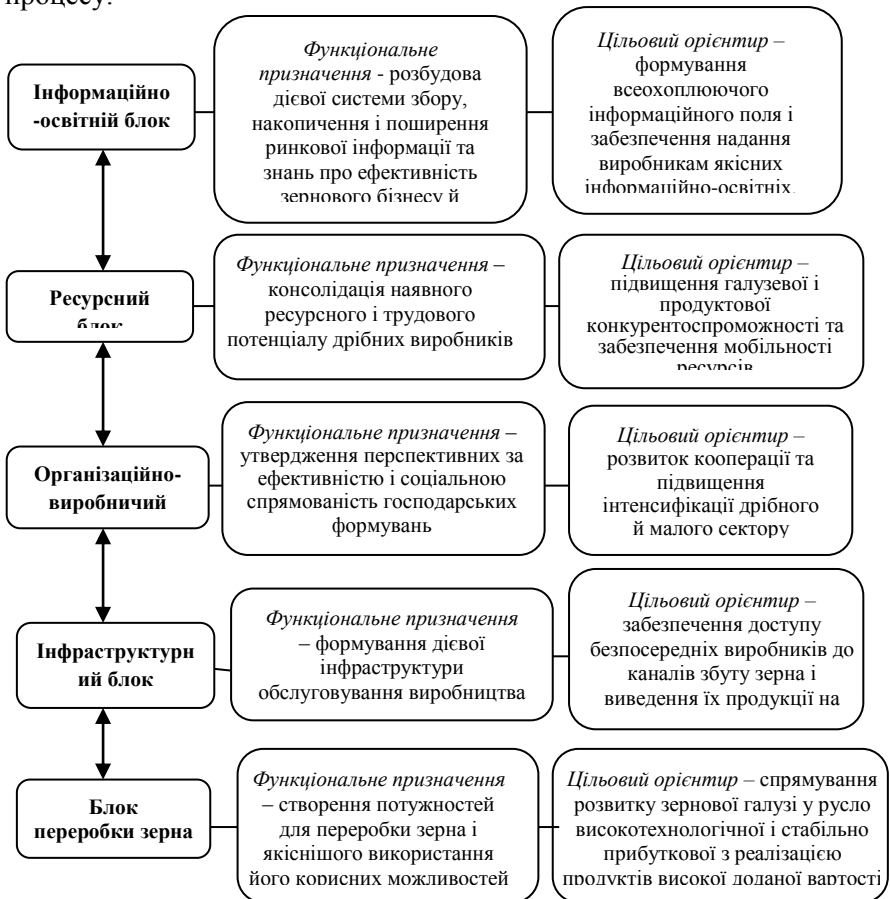 процесу.
Інформаційно
-освітній блок
Функціональне
призначення - розбудова
дієвої системи збору,
накопичення і поширення
ринкової інформації та
знань про ефективність
зернового бізнесу й
Цільовий орієнтир –
формування
всеохоплюючого
інформаційного поля і
забезпечення надання
виробникам якісних
інформаційно-освітніх
Ресурсний
блок
Функціональне призначення –
консолідація наявного
ресурсного і трудового
потенціалу дрібних виробників
Цільовий орієнтир –
підвищення галузевої і
продуктової
конкурентоспроможності та
забезпечення мобільності
ресурсів
Організаційно-
виробничий
Функціональне призначення –
утвердження перспективних за
ефективністю і соціальною
спрямованість господарських
формувань
Цільовий орієнтир –
розвиток кооперації та
підвищення
інтенсифікації дрібного
й малого сектору
Інфраструктурн
ий блок
Функціональне призначення
– формування дієвої
інфраструктури
обслуговування виробництва
Цільовий орієнтир –
забезпечення доступу
безпосередніх виробників до
каналів збуту зерна і
виведення їх продукції на
Блок
переробки зерна
Функціональне призначення
– створення потужностей
для переробки зерна і
якіснішого використання
його корисних можливостей
Цільовий орієнтир – спрямування
розвитку зернової галузі у русло
високотехнологічної і стабільно
прибуткової з реалізацією
продуктів високої доданої вартості